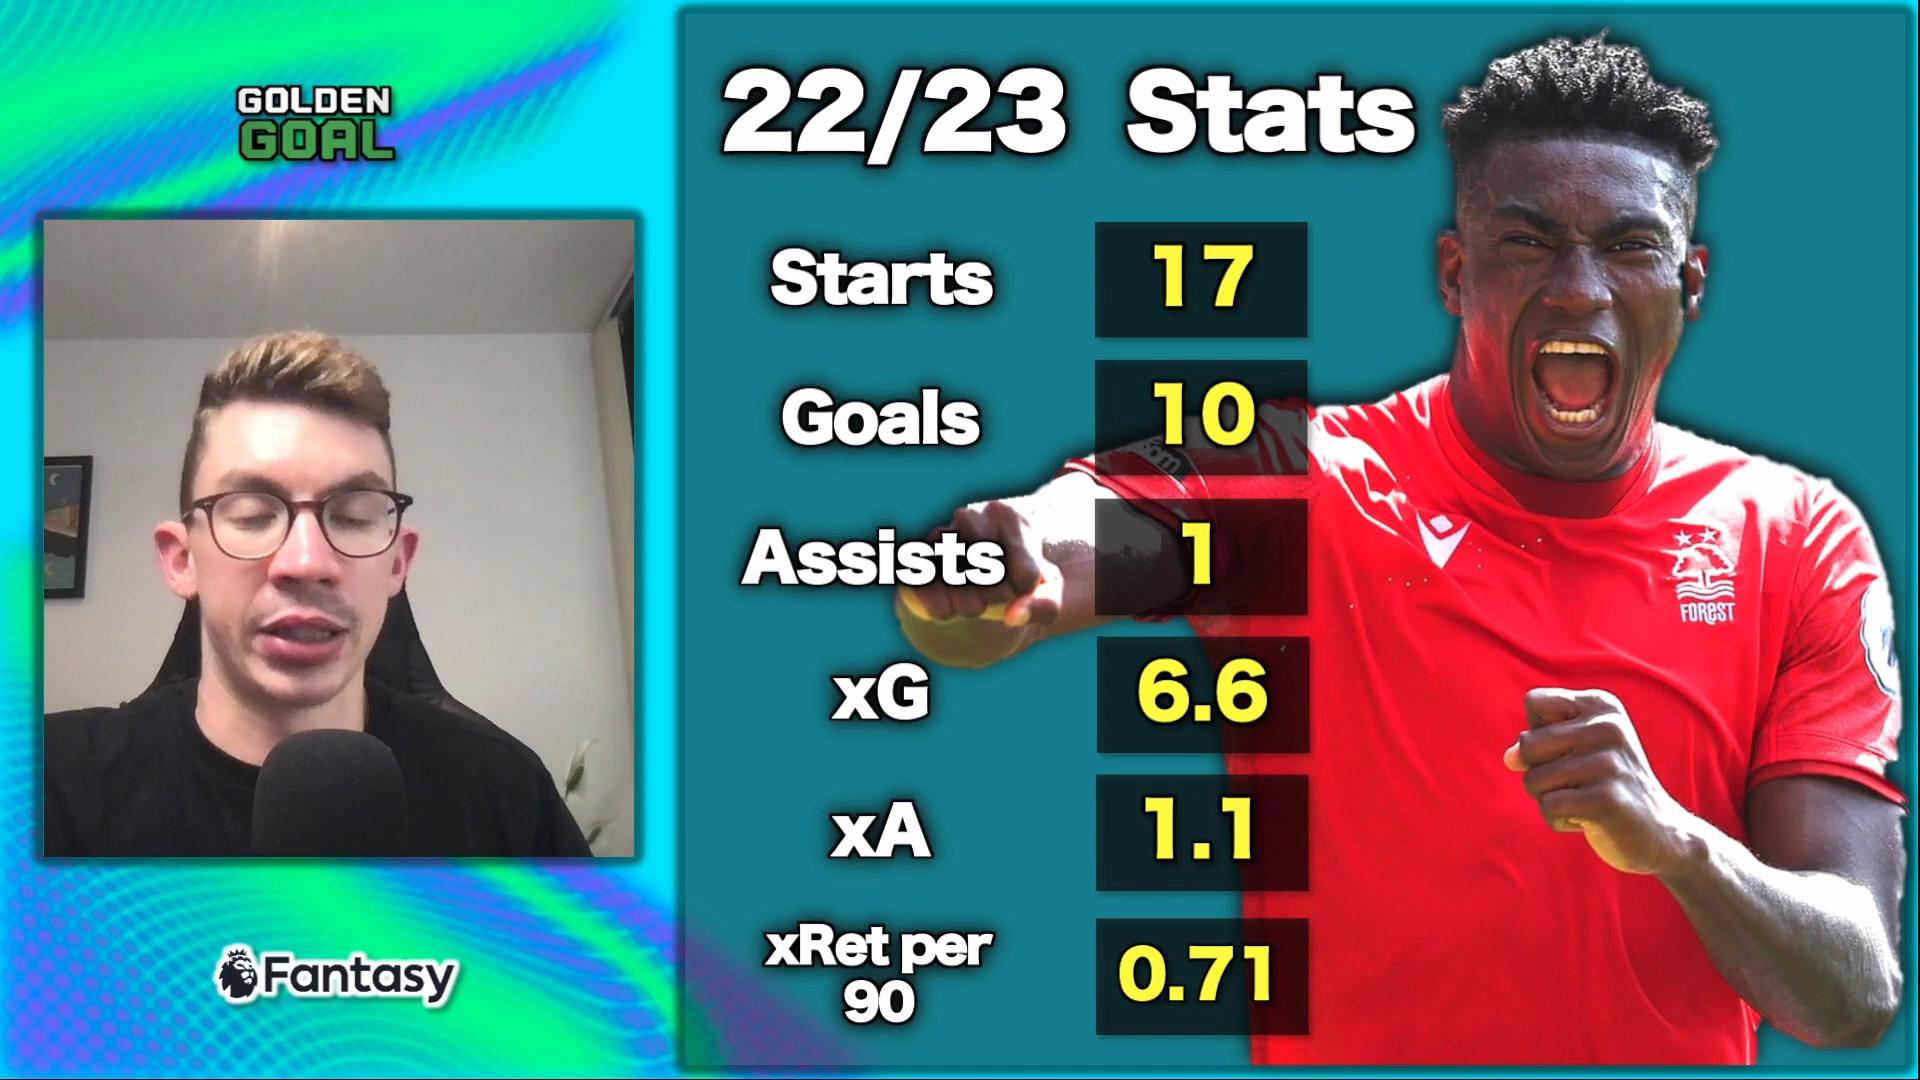 GOLDEN
GOAL
22/23 Stats
Starts 17
Goals 10
Assists 1
xG 6.6
xA 1.1
xRet per
90
0.71
FOREST
Fantasy